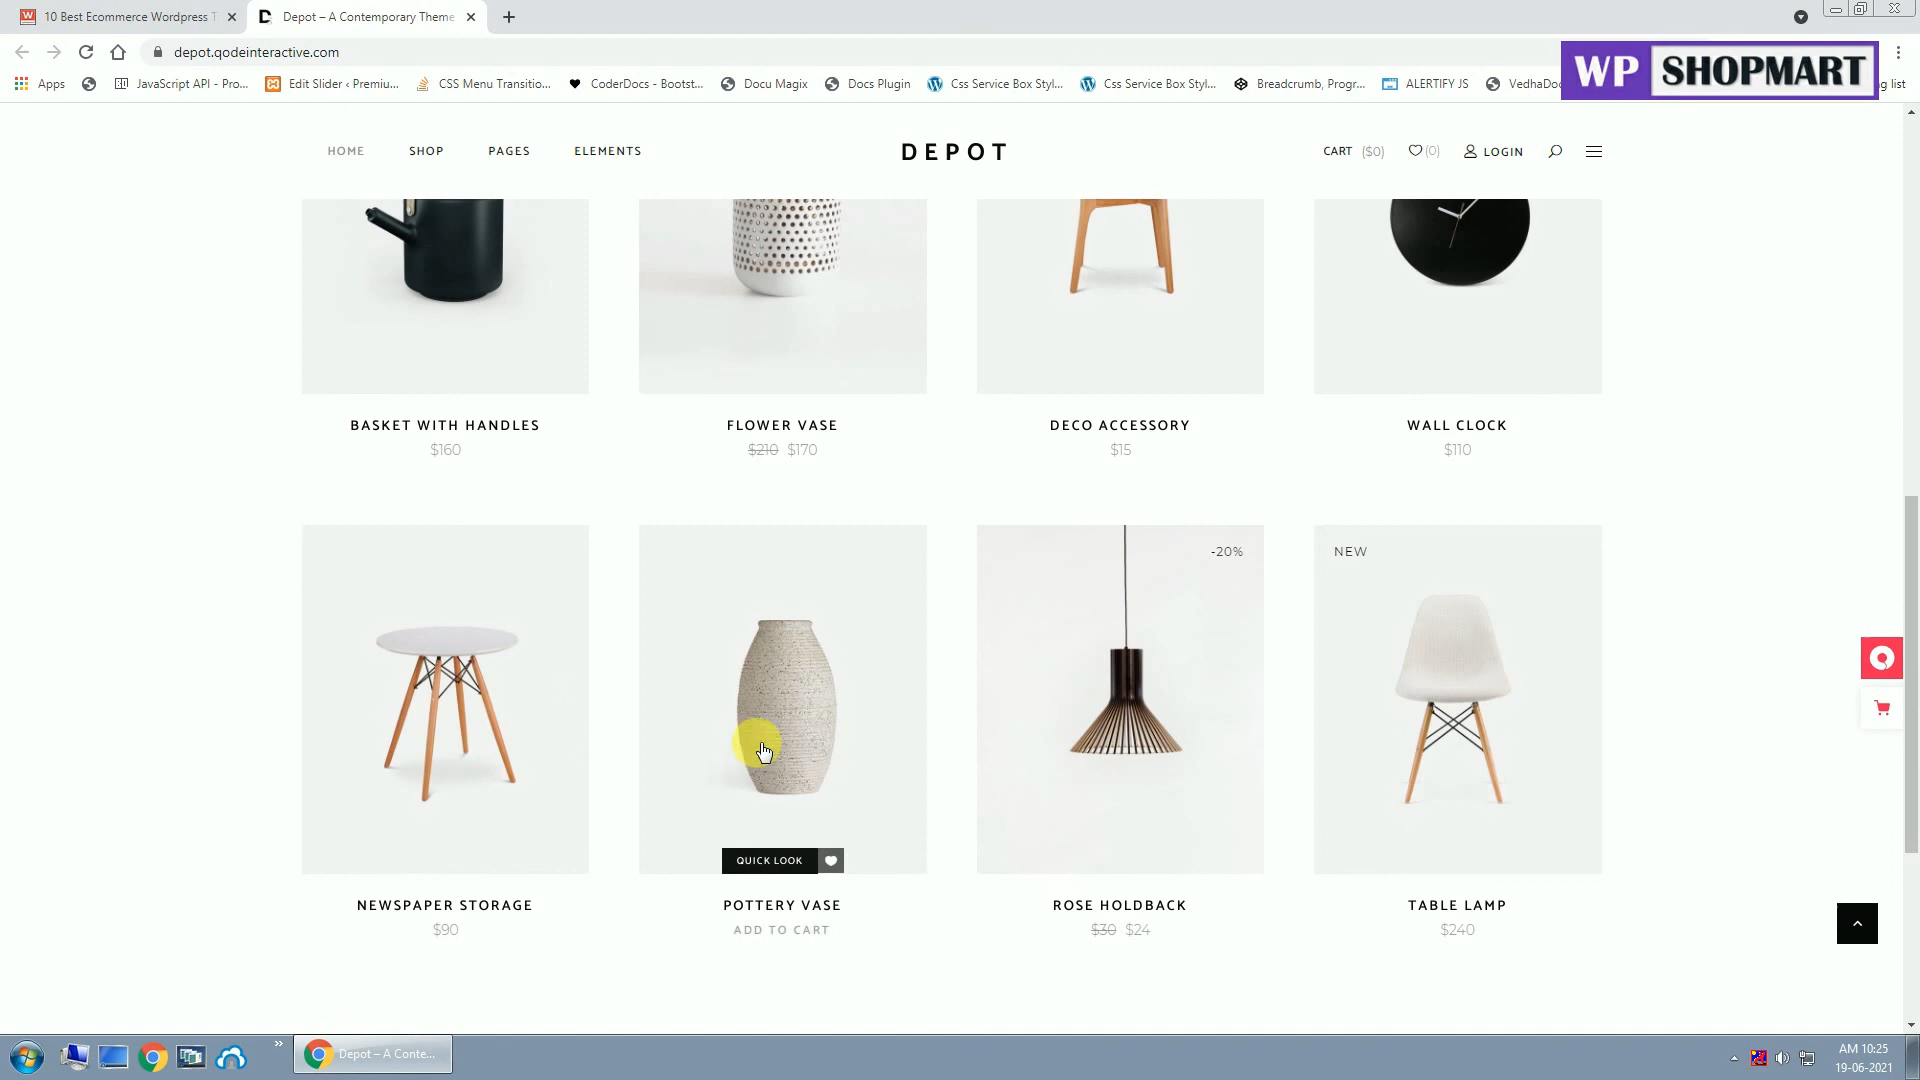 10 Best Ecommerce Wordpress T
Depot – A Contemporary Theme
depot.qodeinteractive.com
WP SHOPMART
Apps
JavaScript API - Pro...
Edit Slider ‹ Premiu...
CSS Menu Transitio...
CoderDocs - Bootst...
Docu Magix
Docs Plugin
Css Service Box Styl...
Css Service Box Styl...
Breadcrumb, Progr...
ALERTIFY JS
VedhaDoc
g list
HOME
SHOP
PAGES
ELEMENTS
DEPOT
CART ($0)
(0)
LOGIN
BASKET WITH HANDLES
$160
FLOWER VASE
$210 $170
DECO ACCESSORY
$15
WALL CLOCK
$110
-20%
NEW
QUICK LOOK
NEWSPAPER STORAGE
$90
POTTERY VASE
ADD TO CART
ROSE HOLDBACK
$30 $24
TABLE LAMP
$240
Depot – A Conte...
AM 10:25
19-06-2021